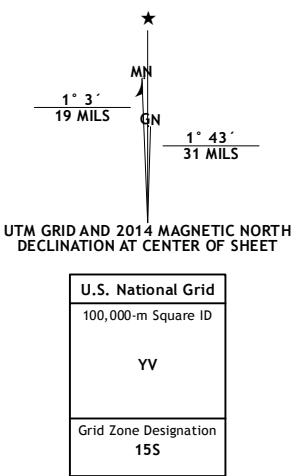 ★
MN
1° 3´
19 MILS
GN
1° 43´
31 MILS
UTM GRID AND 2014 MAGNETIC NORTH
DECLINATION AT CENTER OF SHEET
U.S. National Grid
100,000-m Square ID
YV
Grid Zone Designation
15S